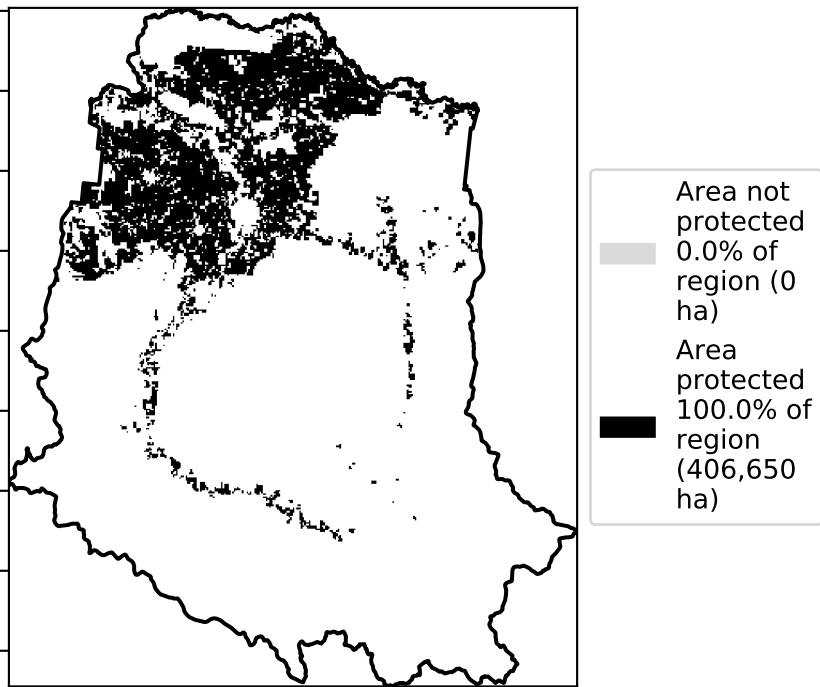 Area not
protected
0.0% of
region (0
ha)
Area
protected
100.0% of
region
(406,650
ha)